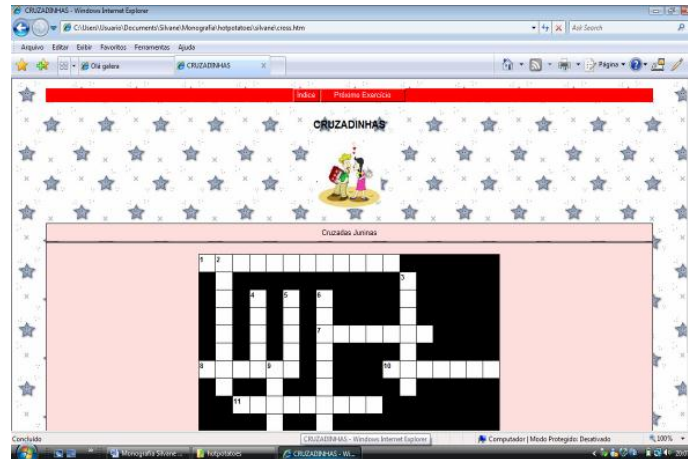 CRUZADINHAS - Windows Internet Explorer
C:\Users\Usuario\Documents\Silvane\Monografia\hotpotatoes\silvane\cross.htm
Ask Search
Arquivo Editar Exibir Favoritos Ferramentas Ajuda
Olá galera
CRUZADINHAS
Página
Índice Próximo Exercício
CRUZADINHAS
Cruzadas Juninas
1 2
3
4 5 6
7
8 9 10
11
Concluído
CRUZADINHAS - Windows Internet Explorer
Computador | Modo Protegido: Desativado
100%
Monografia Silvane ...
hotpotatoes
CRUZADINHAS - Wi...